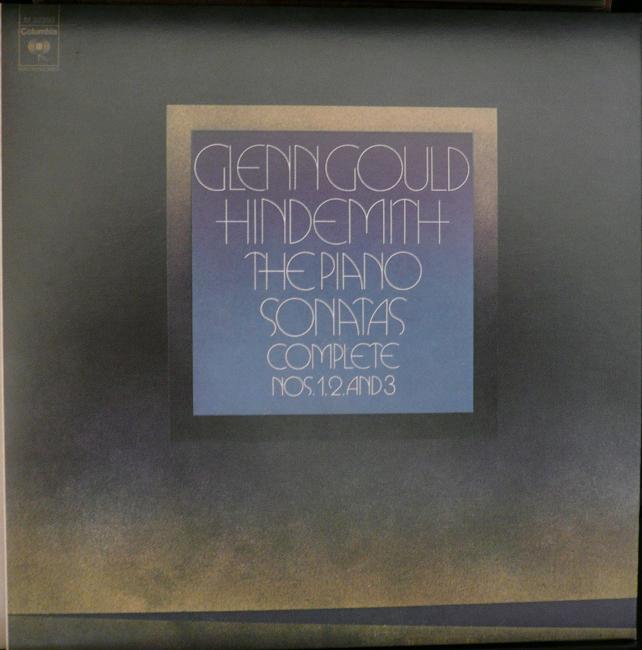 Columbia
GLENN GOULD
HINDEMITH
THE PIANO
SONATAS
COMPLETE
NOS. 1, 2, AND 3